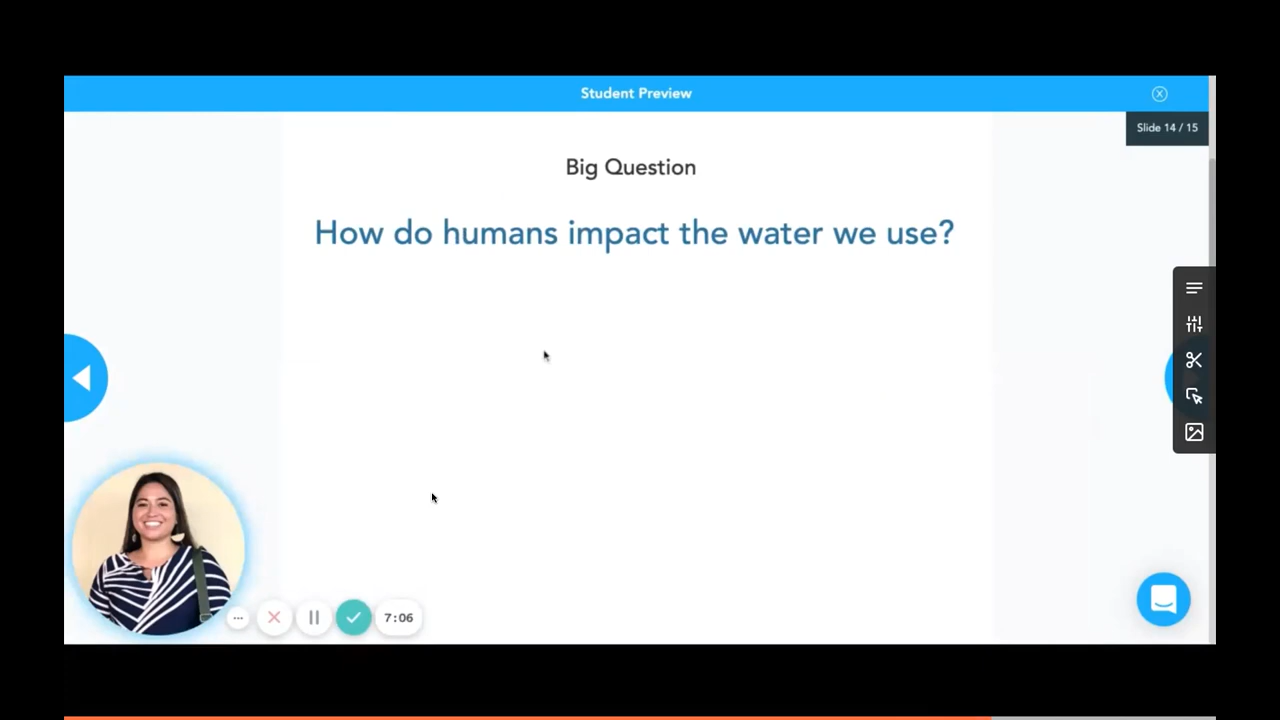 Student Preview
Slide 14 / 15
Big Question
How do humans impact the water we use?
7:06